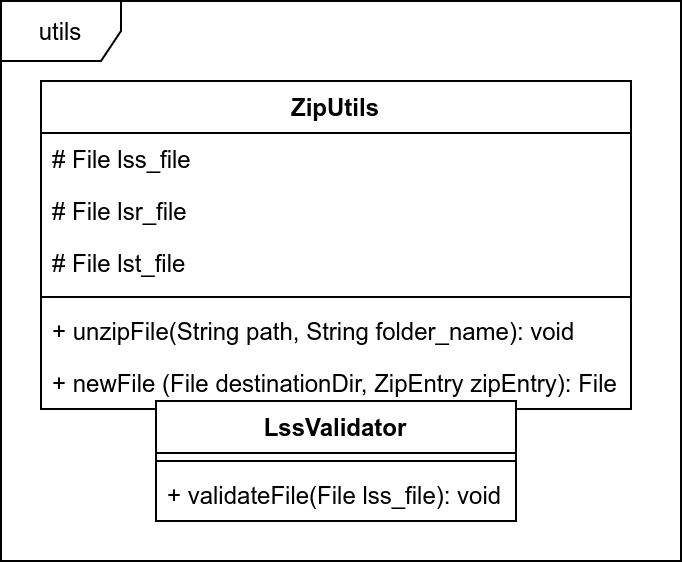 utils
ZipUtils
# File lss_file
# File lsr_file
# File lst_file
+ unzipFile(String path, String folder_name): void
+ newFile (File destinationDir, ZipEntry zipEntry): File
LssValidator
+ validateFile(File lss_file): void